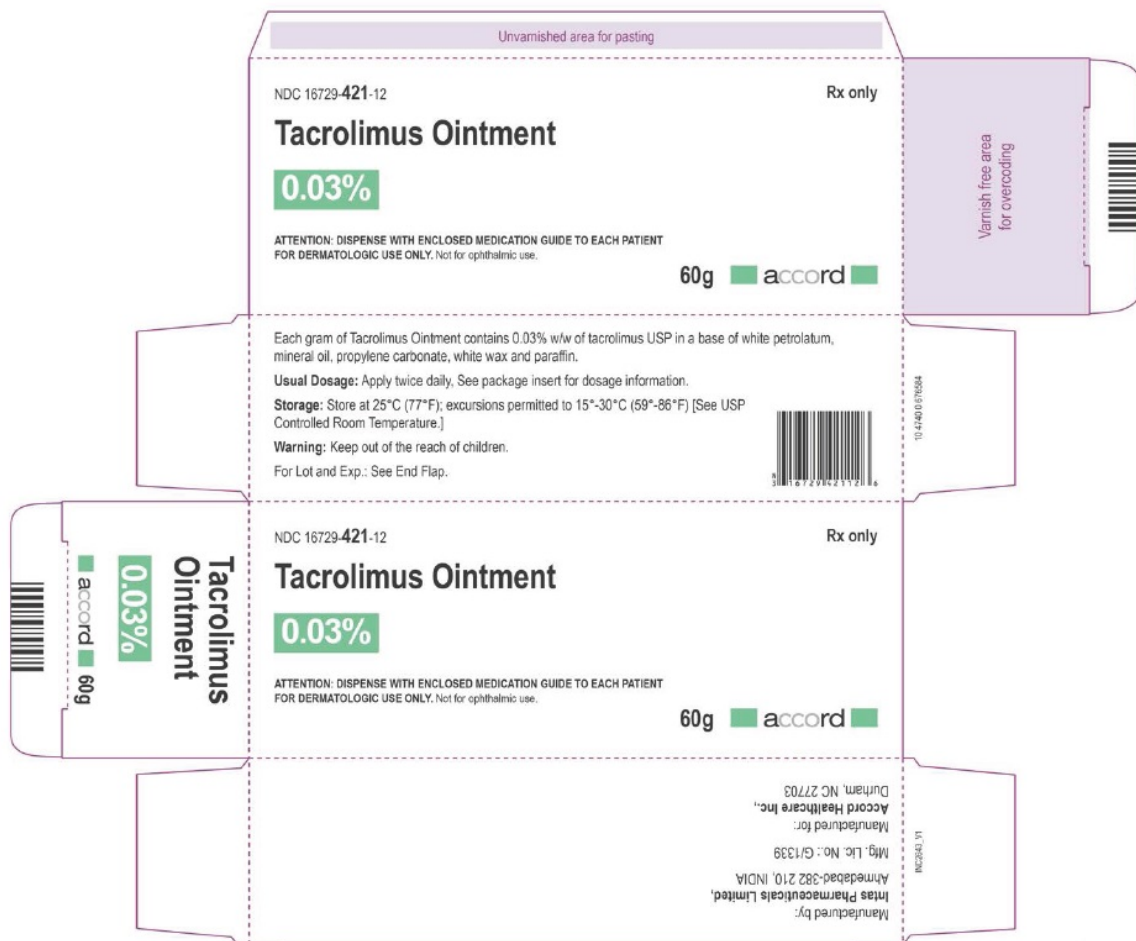 Unvarnished area for pasting
NDC 16729-421-12
Rx only
Tacrolimus Ointment
0.03%
ATTENTION: DISPENSE WITH ENCLOSED MEDICATION GUIDE TO EACH PATIENT
FOR DERMATOLOGIC USE ONLY. Not for ophthalmic use.
60g
accord
Varnish free area
for overcoding
Each gram of Tacrolimus Ointment contains 0.03% w/w of tacrolimus USP in a base of white petrolatum,
mineral oil, propylene carbonate, white wax and paraffin.
Usual Dosage: Apply twice daily, See package insert for dosage information.
Storage: Store at 25°C (77°F); excursions permitted to 15°-30°C (59°-86°F) [See USP
Controlled Room Temperature.]
Warning: Keep out of the reach of children.
For Lot and Exp.: See End Flap.
N
3 16729 42112 6
10 4740 0 676584
Tacrolimus
Ointment
0.03%
accord
60g
NDC 16729-421-12
Rx only
Tacrolimus Ointment
0.03%
ATTENTION: DISPENSE WITH ENCLOSED MEDICATION GUIDE TO EACH PATIENT
FOR DERMATOLOGIC USE ONLY. Not for ophthalmic use.
60g
accord
Manufactured by:
Intas Pharmaceuticals Limited,
Ahmedabad-382 210, INDIA
Mfg. Lic. No.: G/1339
Manufactured for:
Accord Healthcare Inc.,
Durham, NC 27703